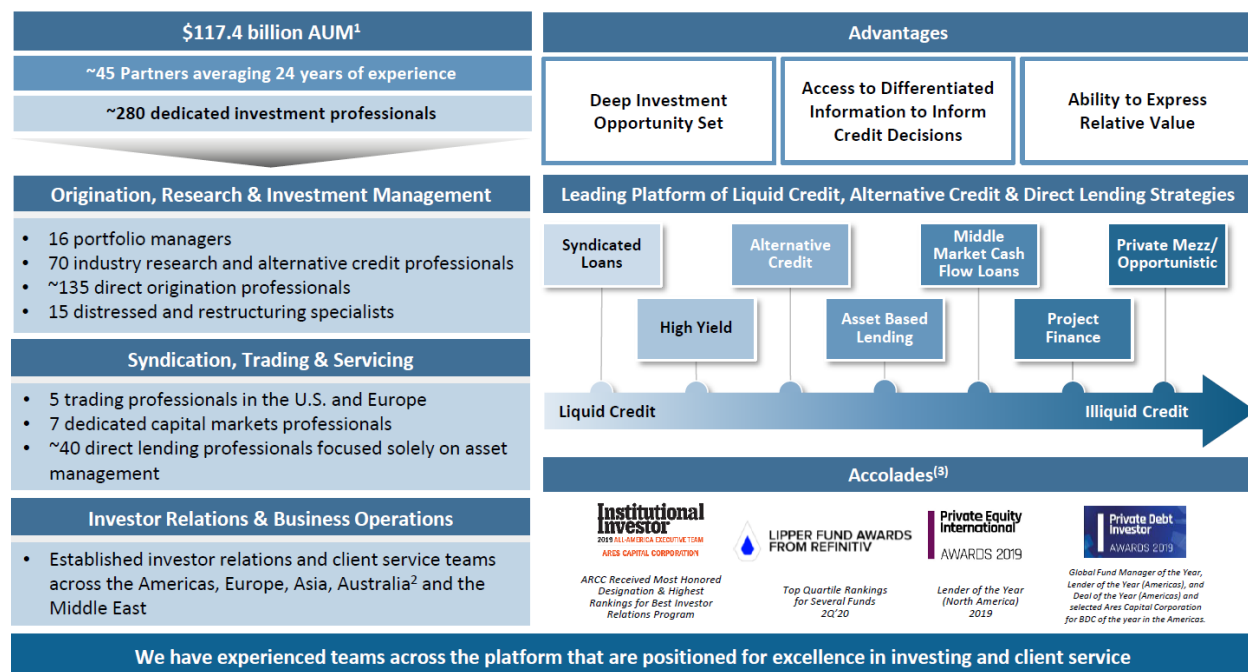 $117.4 billion AUM¹
~45 Partners averaging 24 years of experience
~280 dedicated investment professionals
Origination, Research & Investment Management
• 16 portfolio managers
• 70 industry research and alternative credit professionals
• ~135 direct origination professionals
• 15 distressed and restructuring specialists
Syndication, Trading & Servicing
• 5 trading professionals in the U.S. and Europe
• 7 dedicated capital markets professionals
• ~40 direct lending professionals focused solely on asset
management
Investor Relations & Business Operations
• Established investor relations and client service teams
across the Americas, Europe, Asia, Australia² and the
Middle East
Advantages
Deep Investment
Opportunity Set
Access to Differentiated
Information to Inform
Credit Decisions
Ability to Express
Relative Value
Leading Platform of Liquid Credit, Alternative Credit & Direct Lending Strategies
Syndicated
Loans
High Yield
Alternative
Credit
Asset Based
Lending
Middle
Market Cash
Flow Loans
Project
Finance
Private Mezz/
Opportunistic
Liquid Credit
Illiquid Credit
Accolades⁽³⁾
Institutional
Investor
2019 ALL-AMERICA EXECUTIVE TEAM
ARES CAPITAL CORPORATION
ARCC Received Most Honored
Designation & Highest
Rankings for Best Investor
Relations Program
LIPPER FUND AWARDS
FROM REFINITIV
Top Quartile Rankings
for Several Funds
2Q'20
Private Equity
International
AWARDS 2019
Lender of the Year
(North America)
2019
Private Debt
Investor
AWARDS 2019
Global Fund Manager of the Year,
Lender of the Year (Americas), and
Deal of the Year (Americas) and
selected Ares Capital Corporation
for BDC of the year in the Americas.
We have experienced teams across the platform that are positioned for excellence in investing and client service